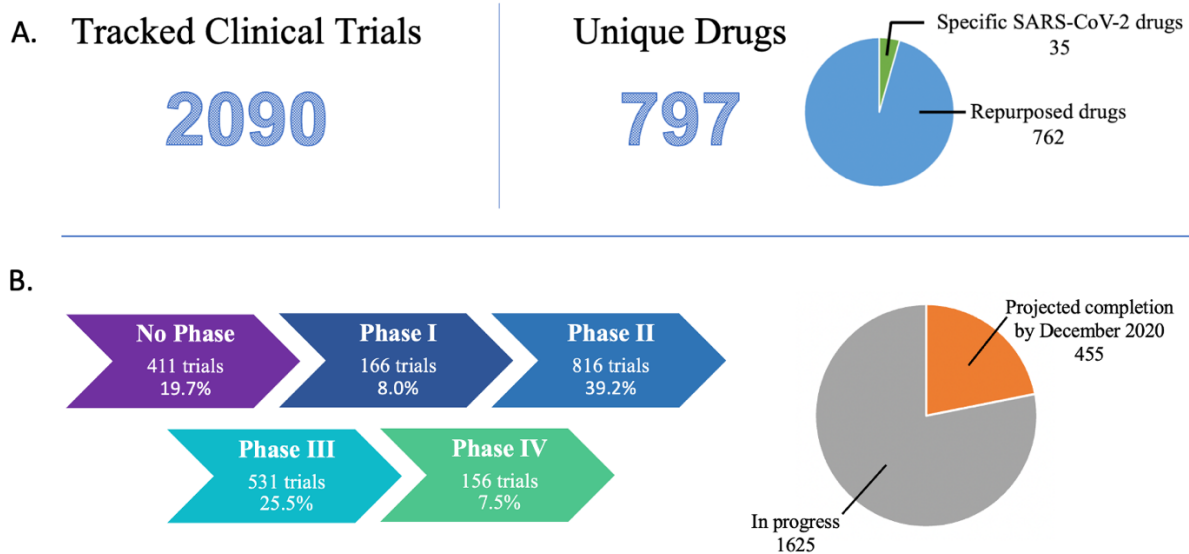 A.
Tracked Clinical Trials
2090
Unique Drugs
797
Specific SARS-CoV-2 drugs
35
Repurposed drugs
762
B.
No Phase
411 trials
19.7%
Phase I
166 trials
8.0%
Phase II
816 trials
39.2%
Phase III
531 trials
25.5%
Phase IV
156 trials
7.5%
Projected completion
by December 2020
455
In progress
1625